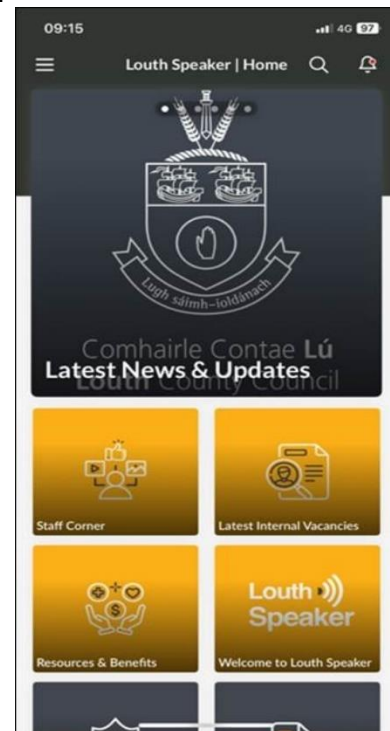 09:15
4G 97
Louth Speaker | Home
Lugh sáimh-ioldánach
Comhairle Contae Lú
Louth County Council
Latest News & Updates
Staff Corner
Latest Internal Vacancies
Resources & Benefits
Louth
Speaker
Welcome to Louth Speaker